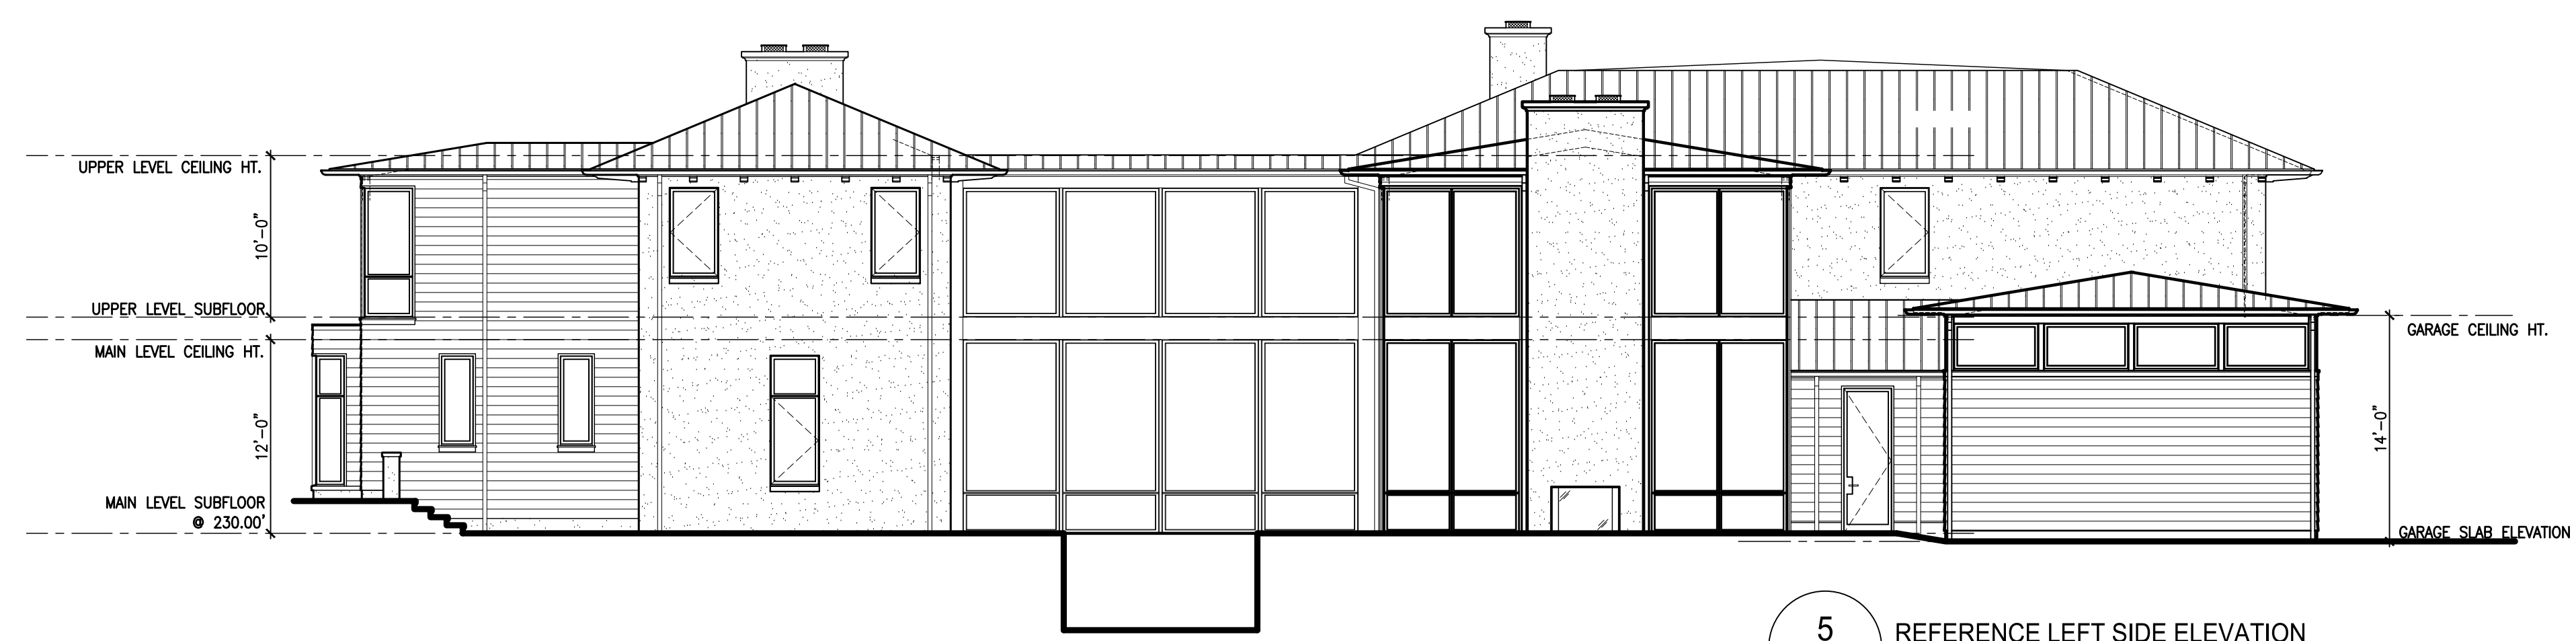 UPPER LEVEL CEILING HT.
10'-0"
UPPER LEVEL SUBFLOOR
MAIN LEVEL CEILING HT.
12'-0"
MAIN LEVEL SUBFLOOR
@ 230.00'
GARAGE CEILING HT.
14'-0"
GARAGE SLAB ELEVATION
5
REFERENCE LEFT SIDE ELEVATION